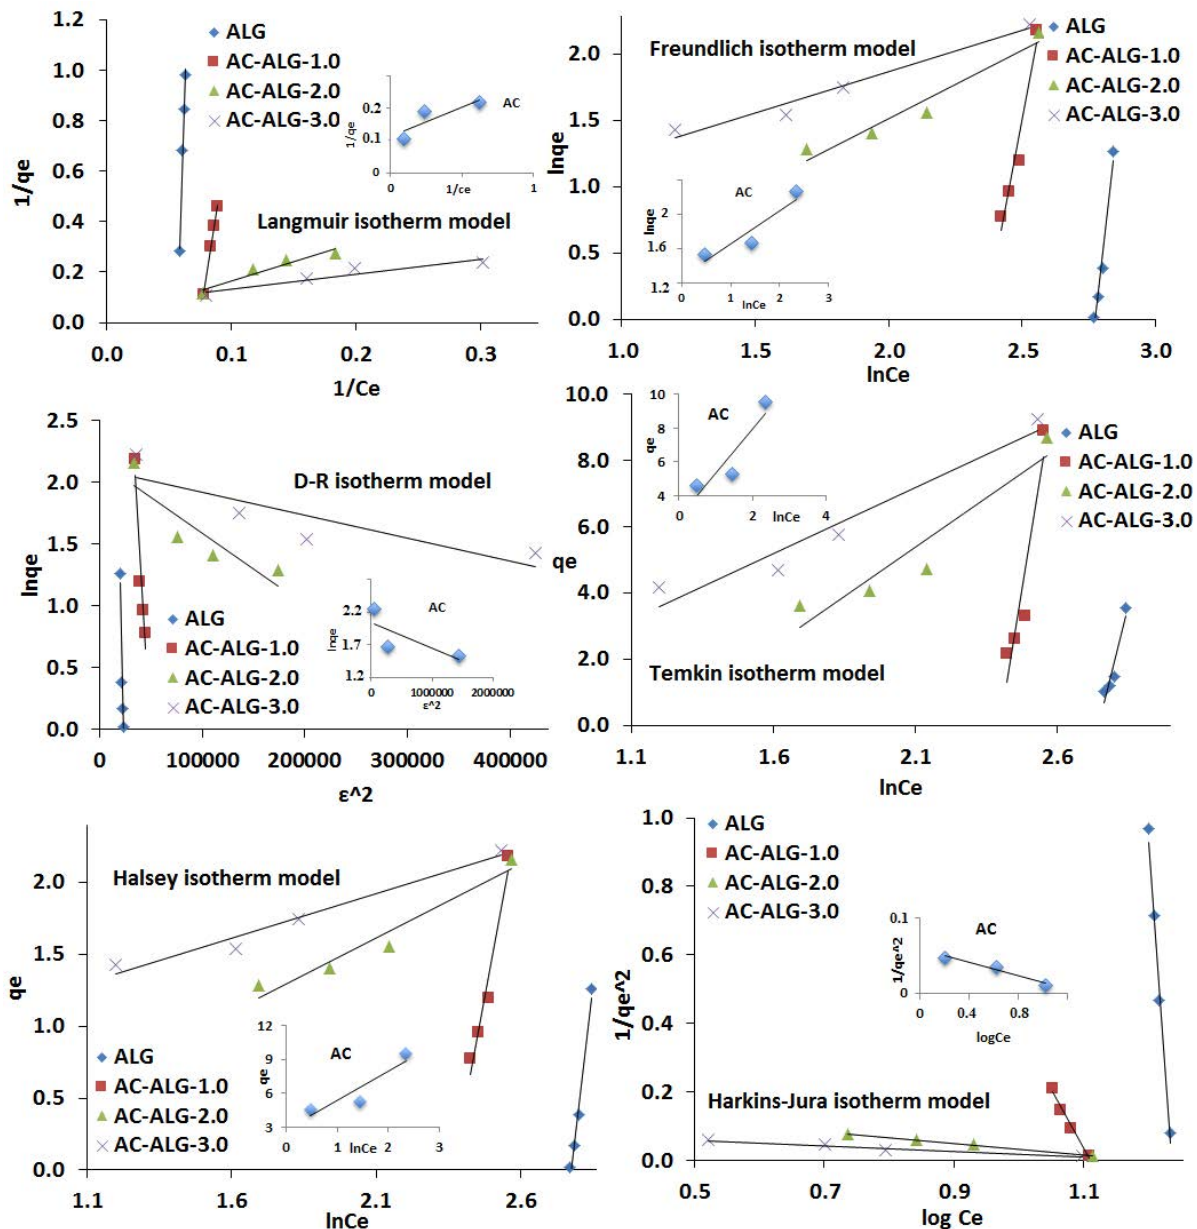 1.2
1.0
0.8
0.6
0.4
0.2
0.0
1/qe
ALG
AC-ALG-1.0
AC-ALG-2.0
AC-ALG-3.0
0.2
0.1
0
1/qe
AC
0
1
1/ce
Langmuir isotherm model
0.0
0.1
0.2
0.3
1/Ce
2.0
1.5
1.0
0.5
0.0
lnqe
Freundlich isotherm model
ALG
AC-ALG-1.0
AC-ALG-2.0
AC-ALG-3.0
AC
2
1.6
1.2
lnqe
0
1
2
3
lnCe
1.0
1.5
2.0
2.5
3.0
lnCe
2.5
2.0
1.5
1.0
0.5
0.0
lnqe
D-R isotherm model
ALG
AC-ALG-1.0
AC-ALG-2.0
AC-ALG-3.0
AC
2.2
1.7
1.2
lnqe
0
1000000
2000000
ε^2
0
100000
200000
300000
400000
ε^2
10.0
8.0
6.0
4.0
2.0
0.0
qe
10
8
6
4
qe
AC
0
2
4
lnCe
ALG
AC-ALG-1.0
AC-ALG-2.0
AC-ALG-3.0
Temkin isotherm model
1.1
1.6
2.1
2.6
lnCe
2.0
1.5
1.0
0.5
0.0
qe
Halsey isotherm model
ALG
AC-ALG-1.0
AC-ALG-2.0
AC-ALG-3.0
12
9
6
3
qe
AC
0
1
2
3
lnCe
1.1
1.6
2.1
2.6
lnCe
1.0
0.8
0.6
0.4
0.2
0.0
1/qe^2
ALG
AC-ALG-1.0
AC-ALG-2.0
AC-ALG-3.0
0.1
0
1/qe^2
AC
0
0.4
0.8
logCe
Harkins-Jura isotherm model
0.5
0.7
0.9
1.1
log Ce